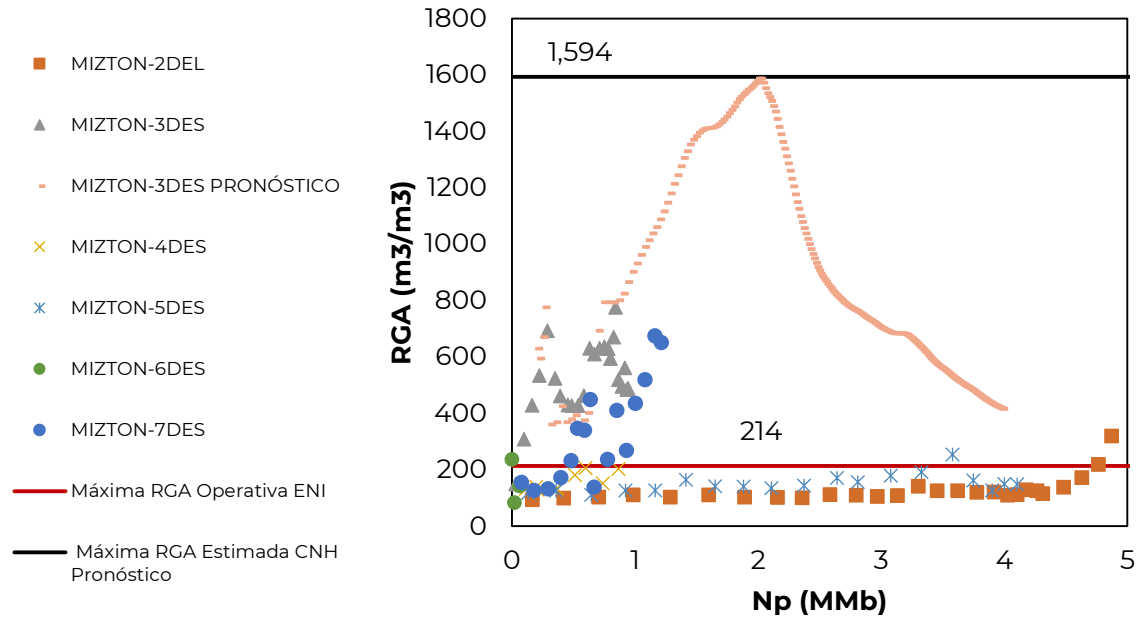 MIZTON-2DEL
MIZTON-3DES
MIZTON-3DES PRONÓSTICO
MIZTON-4DES
MIZTON-5DES
MIZTON-6DES
MIZTON-7DES
Máxima RGA Operativa ENI
Máxima RGA Estimada CNH
Pronóstico
RGA (m3/m3)
1800
1600
1400
1200
1000
800
600
400
200
0
1,594
214
0 1 2 3 4 5
Np (MMb)